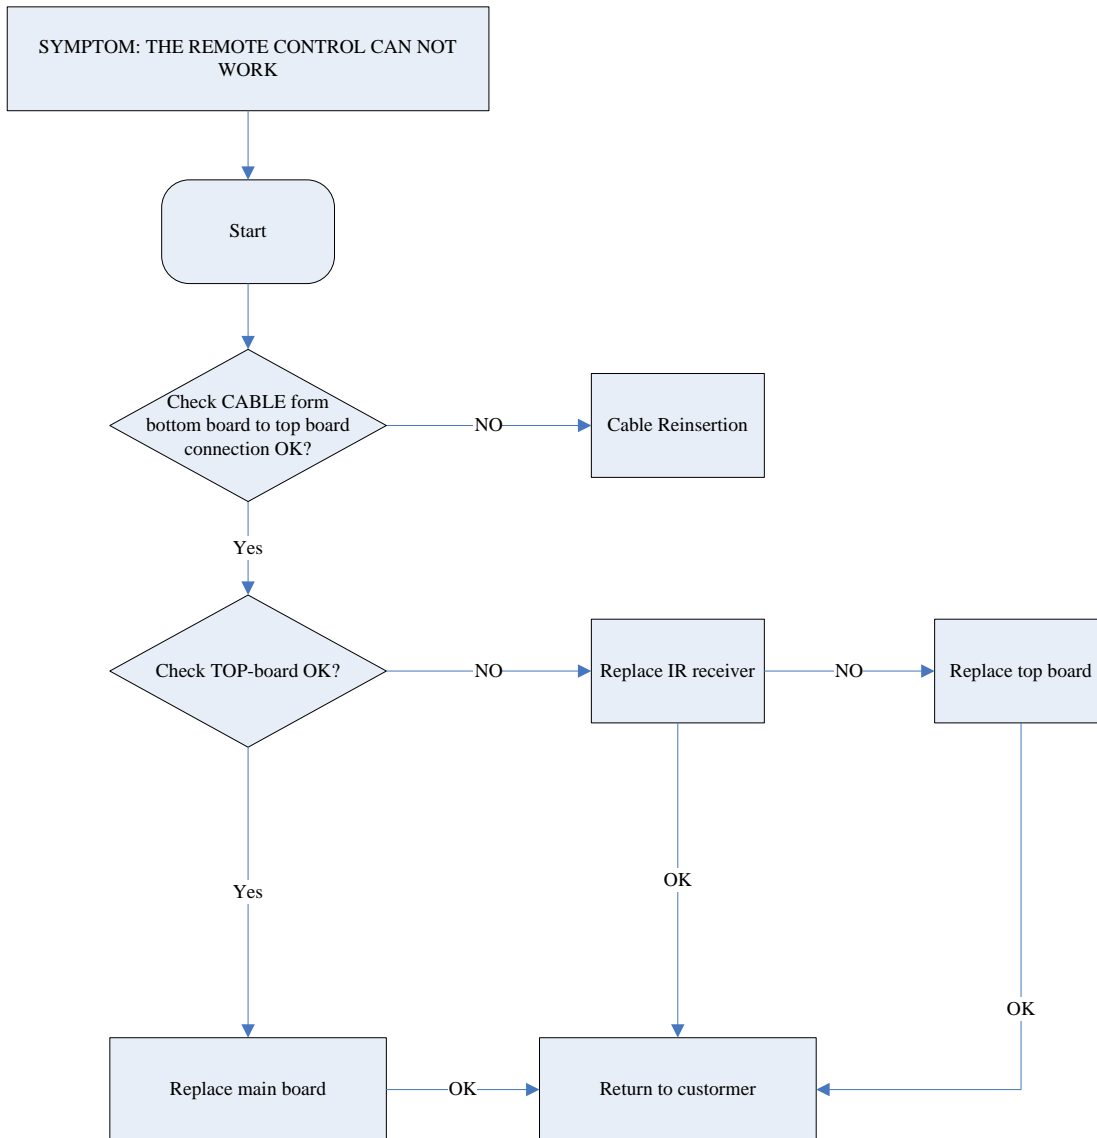 SYMPTOM: THE REMOTE CONTROL CAN NOT
WORK
Start
Check CABLE form
bottom board to top board
connection OK?
NO
Cable Reinsertion
Yes
Check TOP-board OK?
NO
Replace IR receiver
NO
Replace top board
Yes
OK
OK
Replace main board
OK
Return to custormer